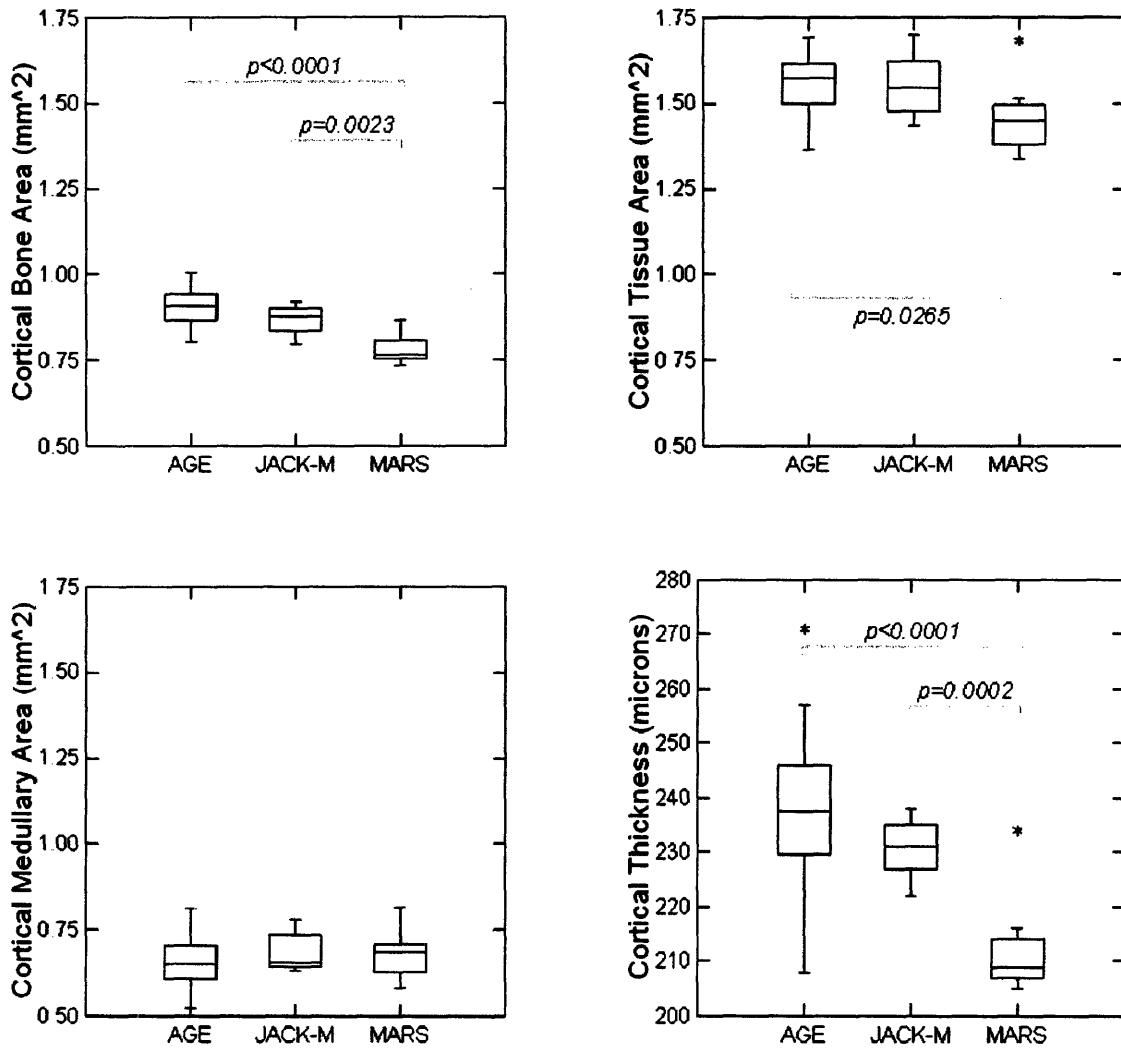 Cortical Bone Area (mm^2)
1.75
1.50
1.25
1.00
0.75
0.50
p<0.0001
p=0.0023
AGE JACK-M MARS
Cortical Tissue Area (mm^2)
1.75
1.50
1.25
1.00
0.75
0.50
*
p=0.0265
AGE JACK-M MARS
Cortical Medullary Area (mm^2)
1.75
1.50
1.25
1.00
0.75
0.50
AGE JACK-M MARS
Cortical Thickness (microns)
280
270
260
250
240
230
220
210
200
* p<0.0001
p=0.0002
*
AGE JACK-M MARS